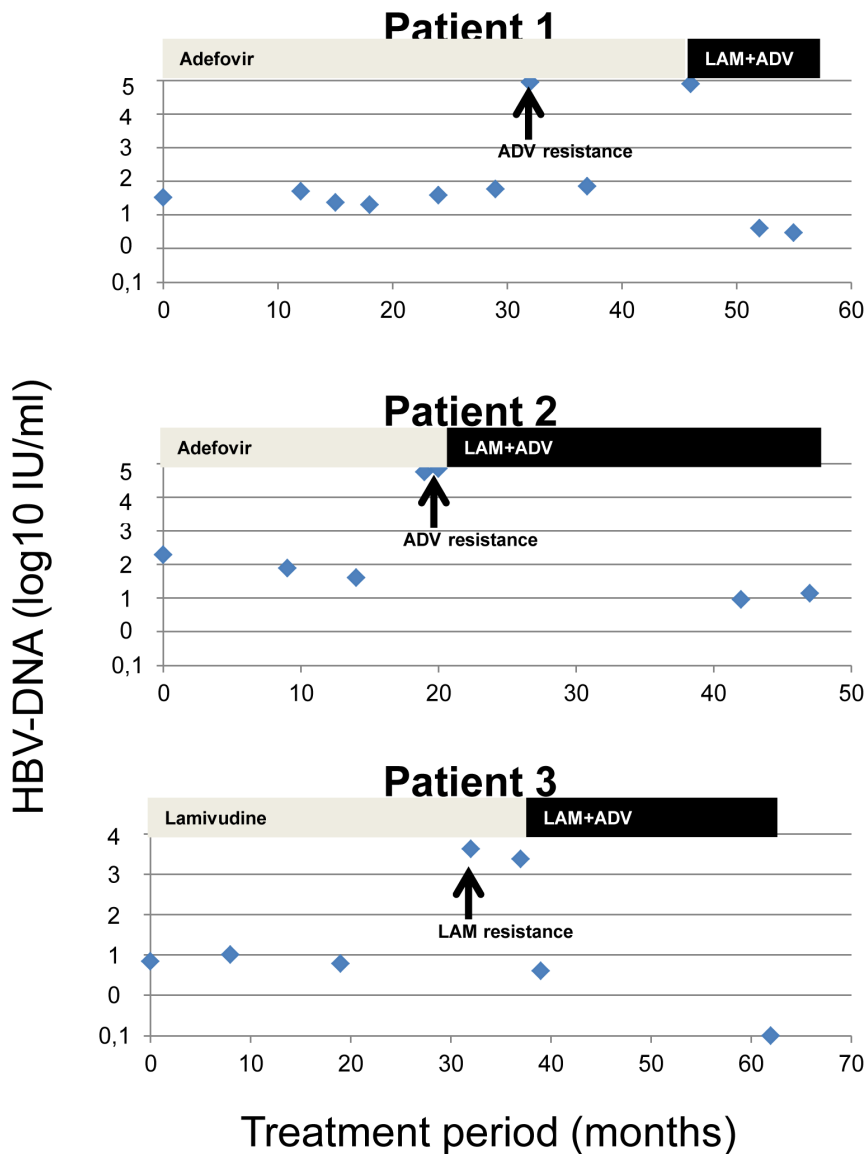 Patient 1
Adefovir
LAM+ADV
5
4
3
2
1
0
0,1
ADV resistance
0 10 20 30 40 50 60
Patient 2
Adefovir
LAM+ADV
5
4
3
2
1
0
0,1
ADV resistance
0 10 20 30 40 50
HBV-DNA (log10 IU/ml)
Patient 3
Lamivudine
LAM+ADV
4
3
2
1
0
0,1
LAM resistance
0 10 20 30 40 50 60 70
Treatment period (months)